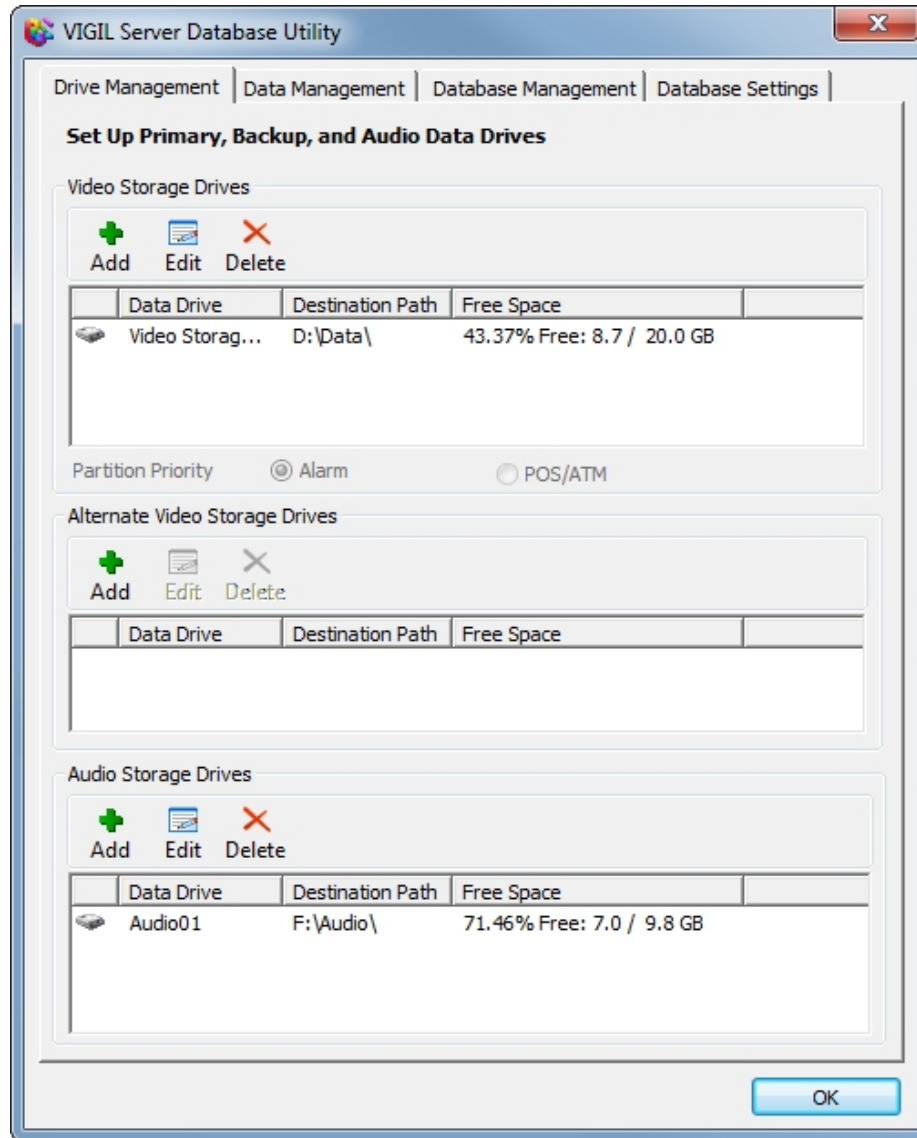 VIGIL Server Database Utility
Drive Management Data Management Database Management Database Settings
Set Up Primary, Backup, and Audio Data Drives
Video Storage Drives
Add Edit Delete
Data Drive Destination Path Free Space
Video Storag... D:\Data\ 43.37% Free: 8.7 / 20.0 GB
Partition Priority Alarm POS/ATM
Alternate Video Storage Drives
Add Edit Delete
Data Drive Destination Path Free Space
Audio Storage Drives
Add Edit Delete
Data Drive Destination Path Free Space
Audio01 F:\Audio\ 71.46% Free: 7.0 / 9.8 GB
OK